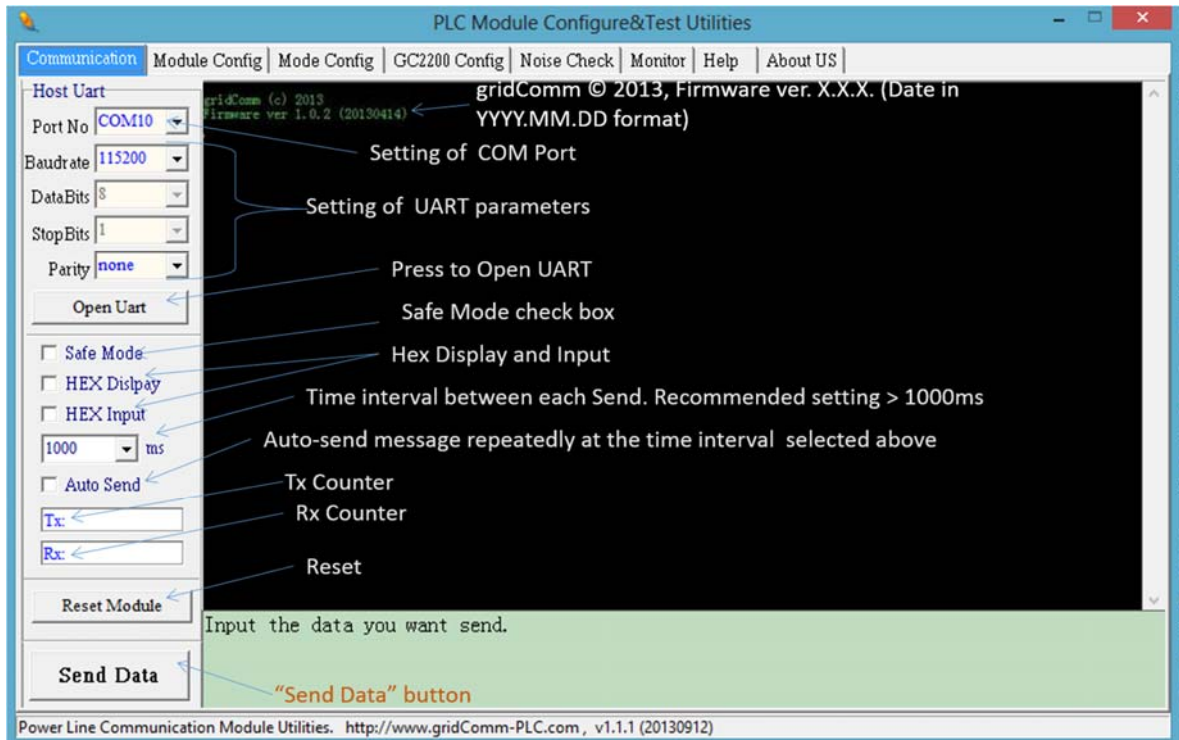 PLC Module Configure&Test Utilities
Communication Module Config Mode Config GC2200 Config Noise Check Monitor Help About US
Host Uart
Port No COM10
Baudrate 115200
DataBits 8
StopBits 1
Parity none
Open Uart
Safe Mode
HEX Dislpay
HEX Input
1000 ms
Auto Send
Tx:
Rx:
Reset Module
Send Data
gridComm (c) 2013
Firmware ver 1.0.2 (20130414)
gridComm © 2013, Firmware ver. X.X.X. (Date in
YYYY.MM.DD format)
Setting of COM Port
Setting of UART parameters
Press to Open UART
Safe Mode check box
Hex Display and Input
Time interval between each Send. Recommended setting > 1000ms
Auto-send message repeatedly at the time interval selected above
Tx Counter
Rx Counter
Reset
Input the data you want send.
“Send Data” button
Power Line Communication Module Utilities. http://www.gridComm-PLC.com , v1.1.1 (20130912)